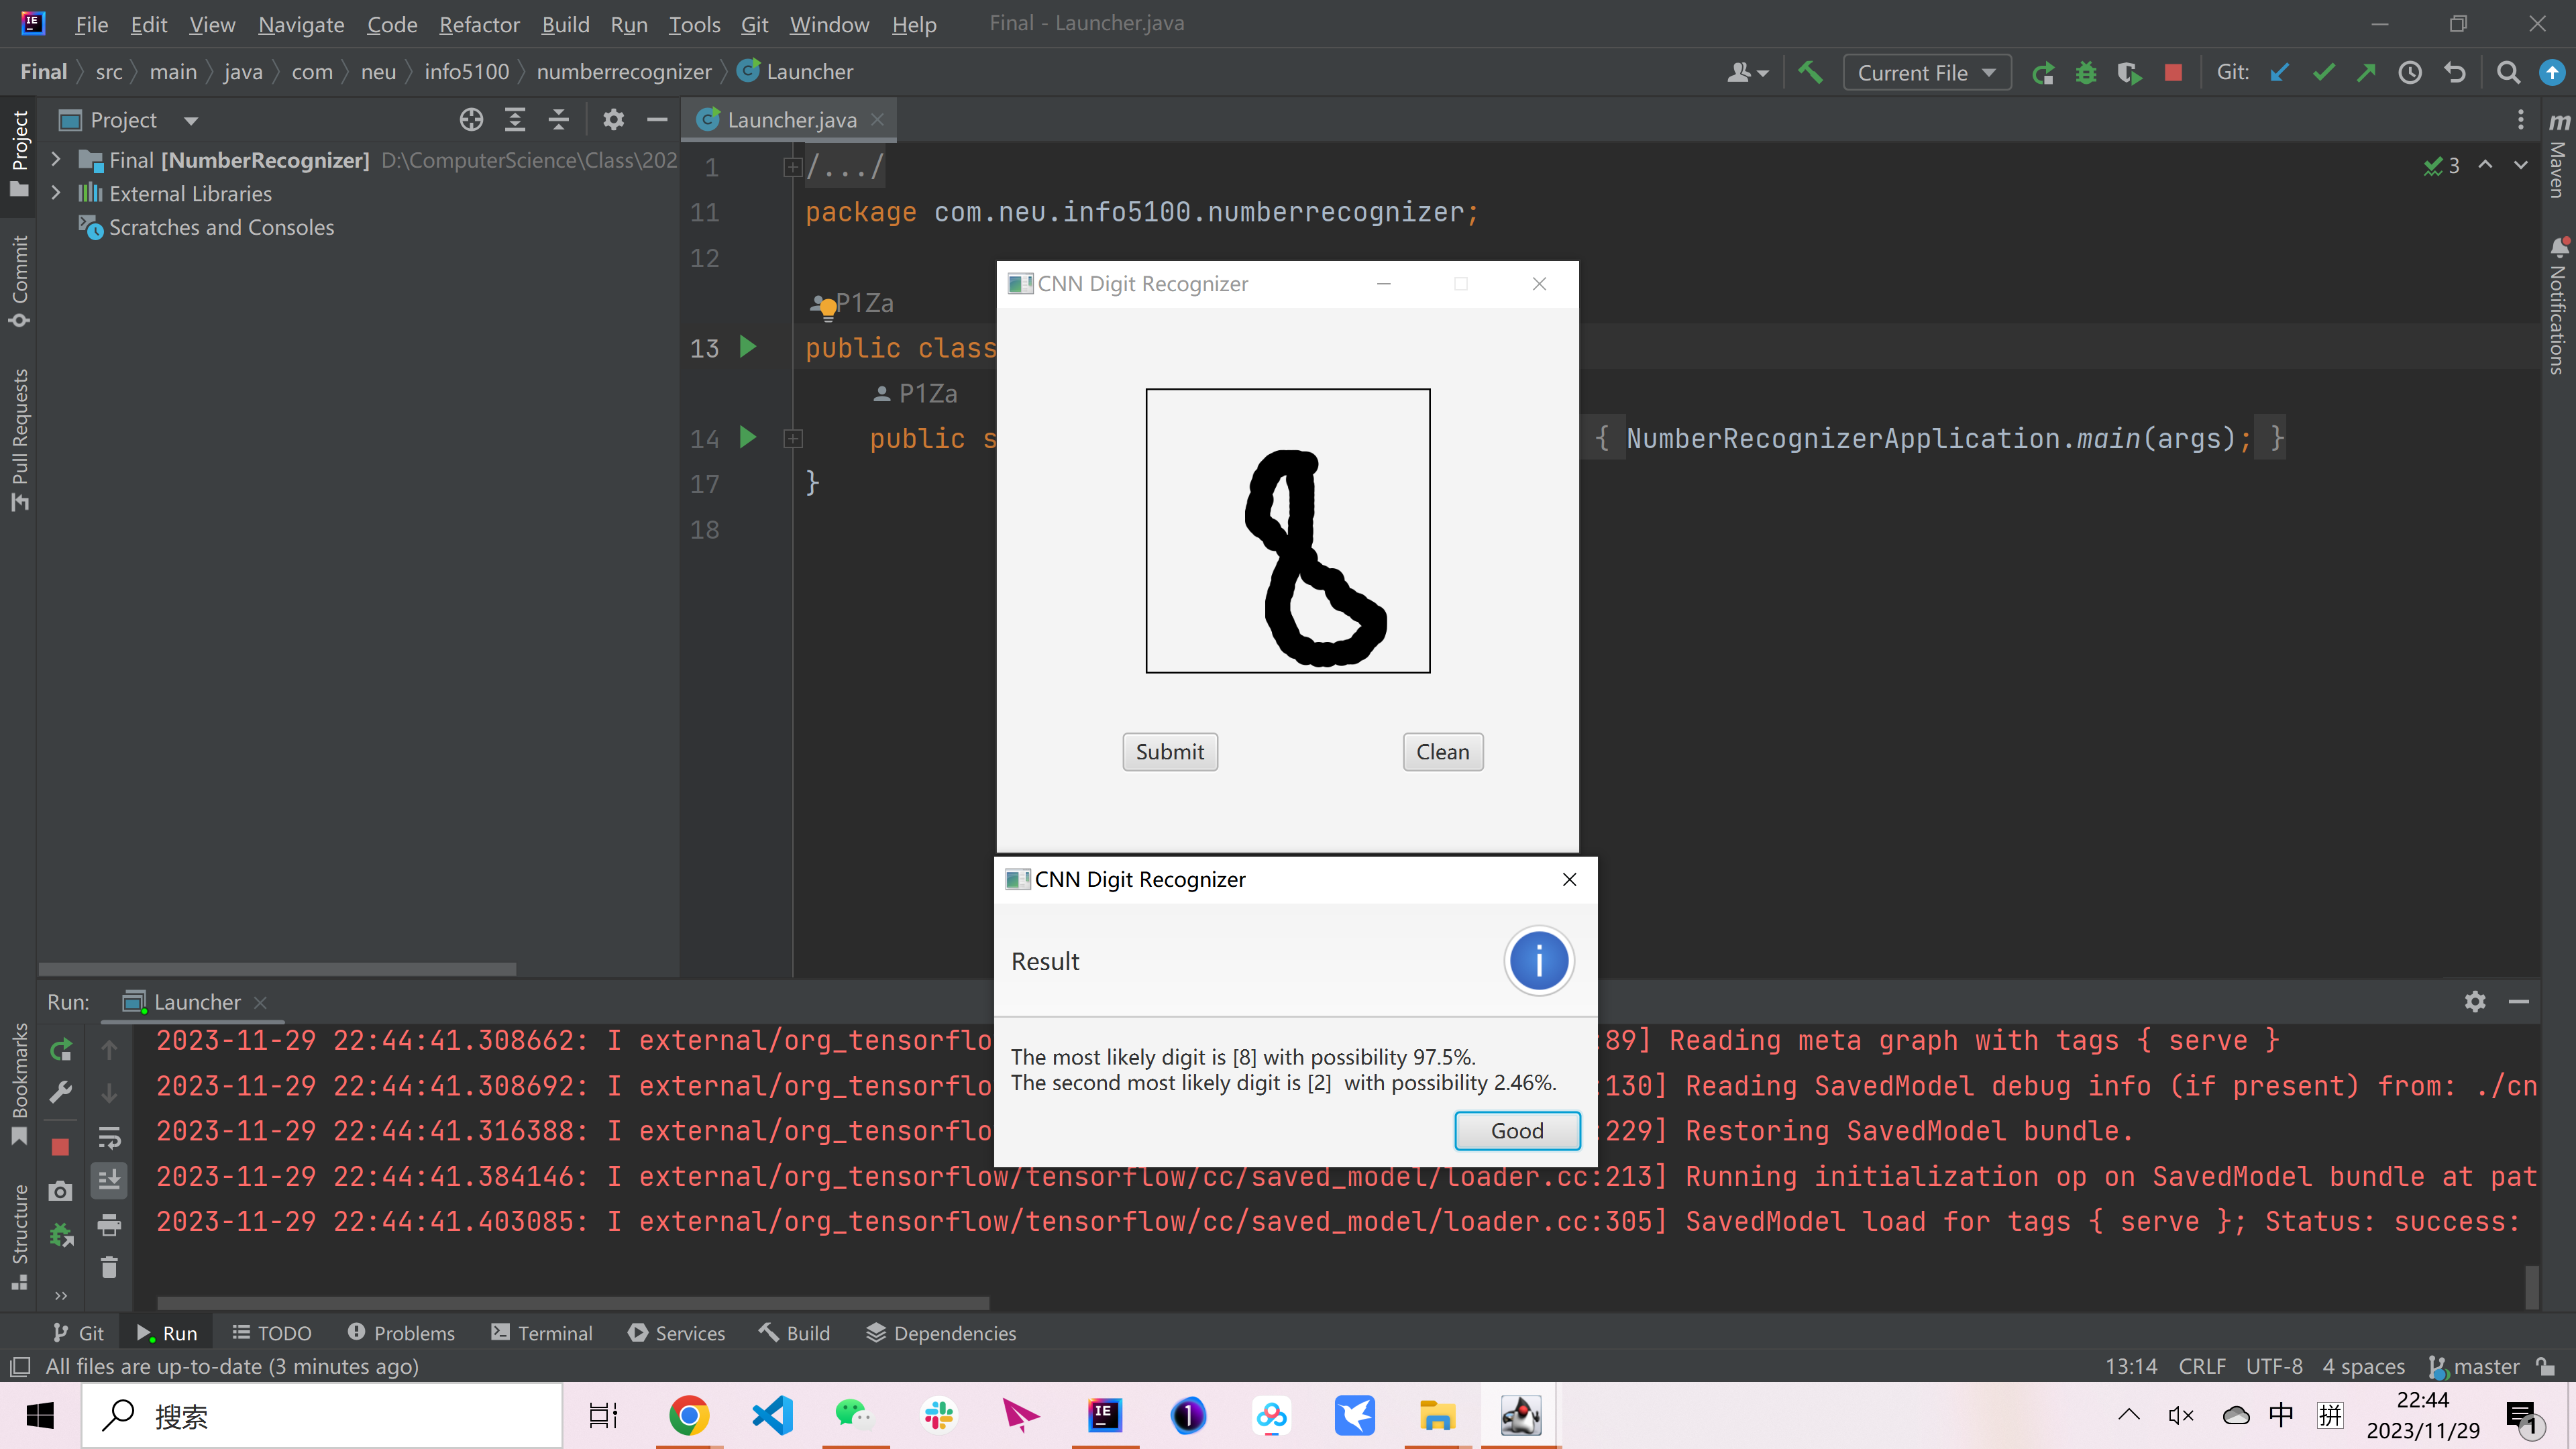 File Edit View Navigate Code Refactor Build Run Tools Git Window Help Final - Launcher.java
Final src main java com neu info5100 numberrecognizer Launcher
Current File
Git:
Project
Launcher.java
Final [NumberRecognizer] D:\ComputerScience\Class\202
External Libraries
Scratches and Consoles
Project
Commit
Pull Requests
Bookmarks
Structure
Maven
Notifications
3
1 /.../
11 package com.neu.info5100.numberrecognizer;
12
P1Za
13 public class
P1Za
14 public s { NumberRecognizerApplication.main(args); }
17 }
18
CNN Digit Recognizer
8
Submit Clean
CNN Digit Recognizer
Result
The most likely digit is [8] with possibility 97.5%.
The second most likely digit is [2] with possibility 2.46%.
Good
Run: Launcher
2023-11-29 22:44:41.308662: I external/org_tensorflo :89] Reading meta graph with tags { serve }
2023-11-29 22:44:41.308692: I external/org_tensorflo :130] Reading SavedModel debug info (if present) from: ./cn
2023-11-29 22:44:41.316388: I external/org_tensorflo :229] Restoring SavedModel bundle.
2023-11-29 22:44:41.384146: I external/org_tensorflow/tensorflow/cc/saved_model/loader.cc:213] Running initialization op on SavedModel bundle at pat
2023-11-29 22:44:41.403085: I external/org_tensorflow/tensorflow/cc/saved_model/loader.cc:305] SavedModel load for tags { serve }; Status: success:
Git Run TODO Problems Terminal Services Build Dependencies
All files are up-to-date (3 minutes ago)
13:14 CRLF UTF-8 4 spaces master
搜索
中 拼
22:44
2023/11/29
1